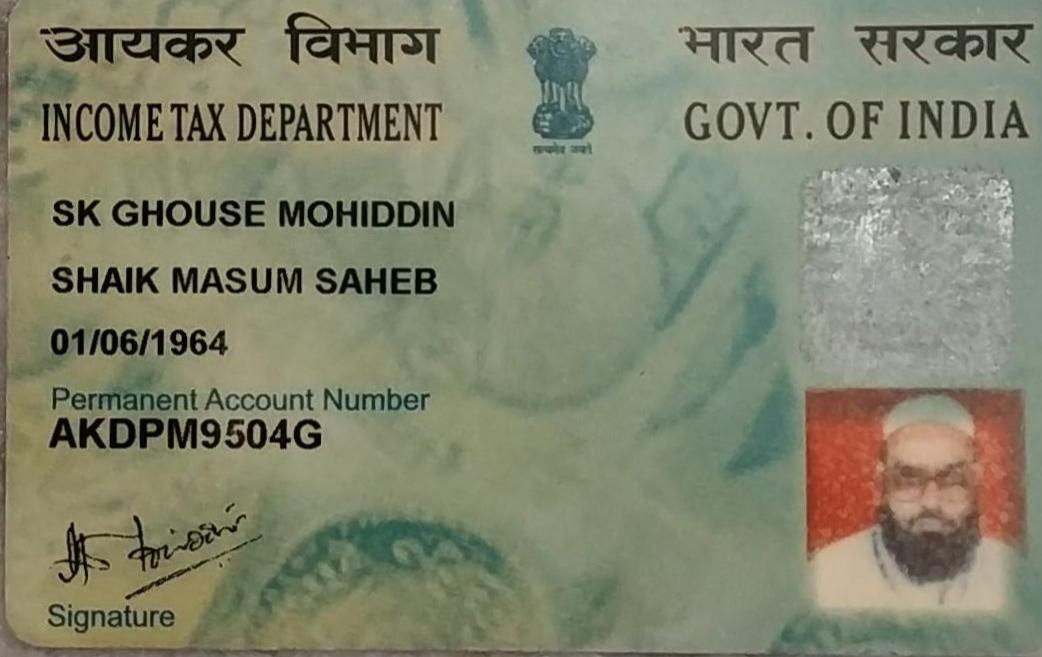 आयकर विभाग
INCOME TAX DEPARTMENT
सत्यमेव जयते
भारत सरकार
GOVT. OF INDIA
SK GHOUSE MOHIDDIN
SHAIK MASUM SAHEB
01/06/1964
Permanent Account Number
AKDPM9504G
Signature